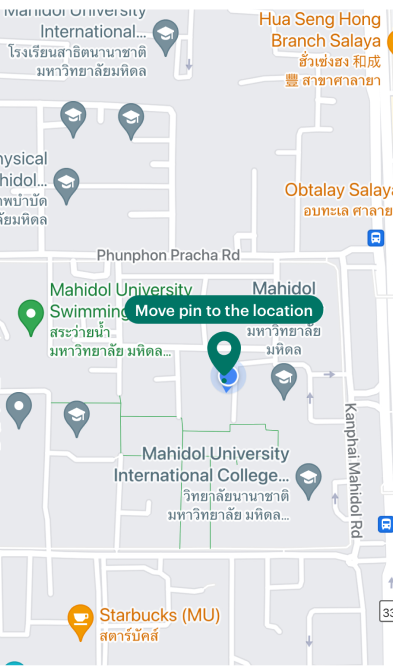 Mahidol University
International...
โรงเรียนสาธิตนานาชาติ
มหาวิทยาลัยมหิดล
Hua Seng Hong
Branch Salaya
ฮั่วเซ่งฮง 和成
豐 สาขาศาลายา
hysical
hidol...
าพบำบัด
ลัยมหิดล
Obtalay Salay
อบทะเล ศาลาย
Phunphon Pracha Rd
Mahidol University
Swimming
สระว่ายน้ำ
มหาวิทยาลัย มหิดล...
Move pin to the location
Mahidol
มหาวิทยาลัย
มหิดล
Mahidol University
International College...
วิทยาลัยนานาชาติ
มหาวิทยาลัย มหิดล...
Kanphai Mahidol Rd
Starbucks (MU)
สตาร์บัคส์
33